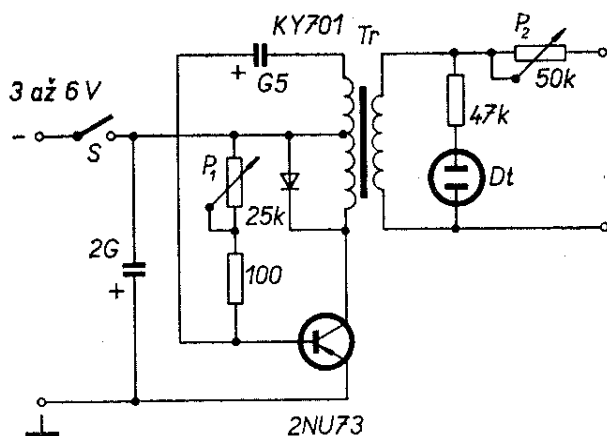 KY701
Tr
P2
+
G5
50k
3 až 6 V
-
S
47k
P1
Dt
25k
2G
100
+
2NU73